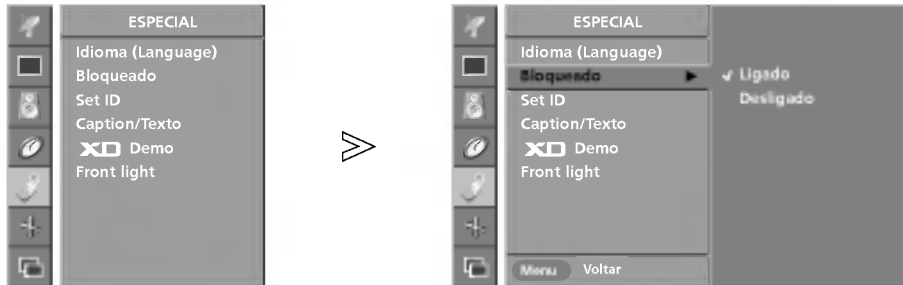 ESPECIAL
Idioma (Language)
Bloqueado
Set ID
Caption/Texto
XD Demo
Front light
ESPECIAL
Idioma (Language)
Bloqueado
Set ID
Caption/Texto
XD Demo
Front light
Menu Voltar
Ligado
Desligado